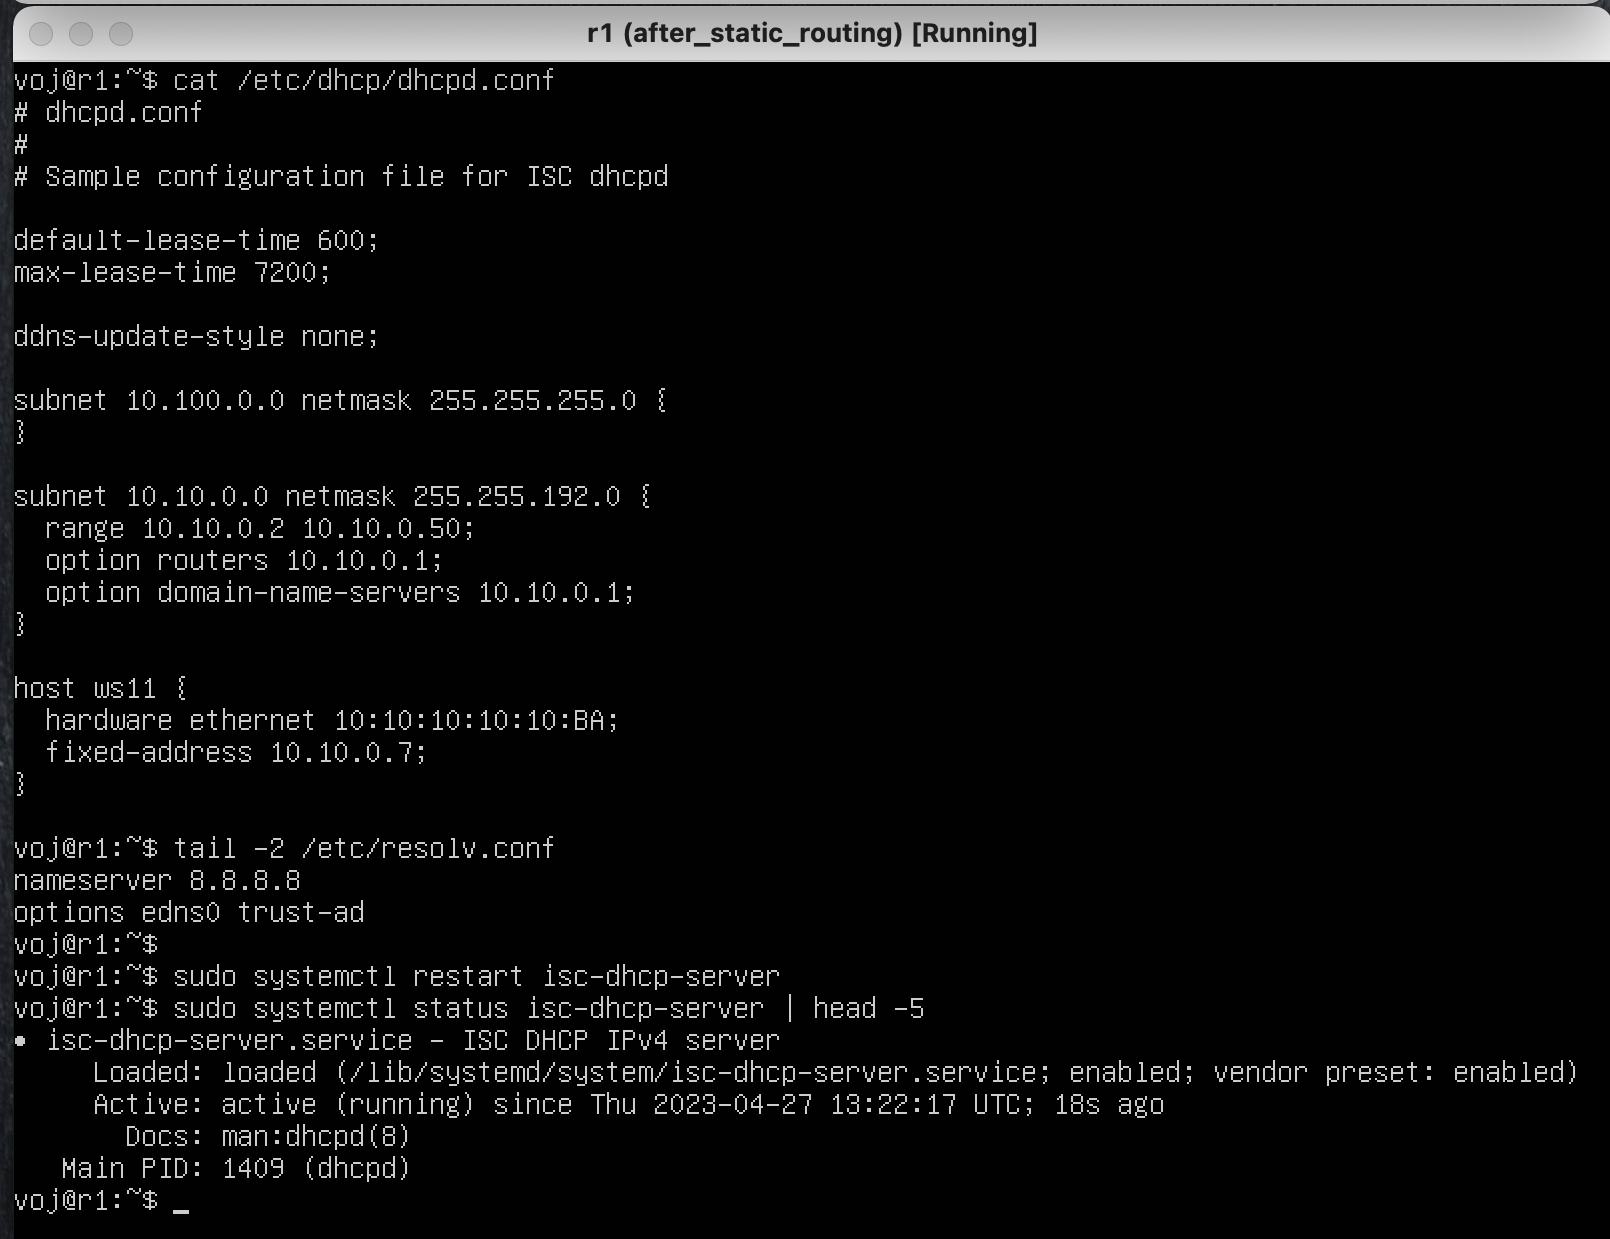 r1 (after_static_routing) [Running]
voj@r1:~$ cat /etc/dhcp/dhcpd.conf
# dhcpd.conf
#
# Sample configuration file for ISC dhcpd
default-lease-time 600;
max-lease-time 7200;
ddns-update-style none;
subnet 10.100.0.0 netmask 255.255.255.0 {
}
subnet 10.10.0.0 netmask 255.255.192.0 {
  range 10.10.0.2 10.10.0.50;
  option routers 10.10.0.1;
  option domain-name-servers 10.10.0.1;
}
host ws11 {
  hardware ethernet 10:10:10:10:10:BA;
  fixed-address 10.10.0.7;
}
voj@r1:~$ tail -2 /etc/resolv.conf
nameserver 8.8.8.8
options edns0 trust-ad
voj@r1:~$
voj@r1:~$ sudo systemctl restart isc-dhcp-server
voj@r1:~$ sudo systemctl status isc-dhcp-server | head -5
• isc-dhcp-server.service - ISC DHCP IPv4 server
     Loaded: loaded (/lib/systemd/system/isc-dhcp-server.service; enabled; vendor preset: enabled)
     Active: active (running) since Thu 2023-04-27 13:22:17 UTC; 18s ago
       Docs: man:dhcpd(8)
   Main PID: 1409 (dhcpd)
voj@r1:~$ _